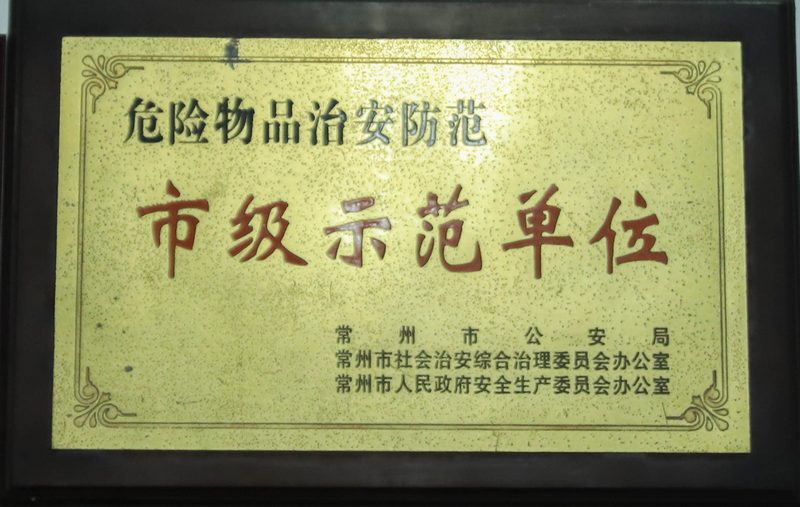 危险物品治安防范
市级示范单位
常州市公安局
常州市社会治安综合治理委员会办公室
常州市人民政府安全生产委员会办公室